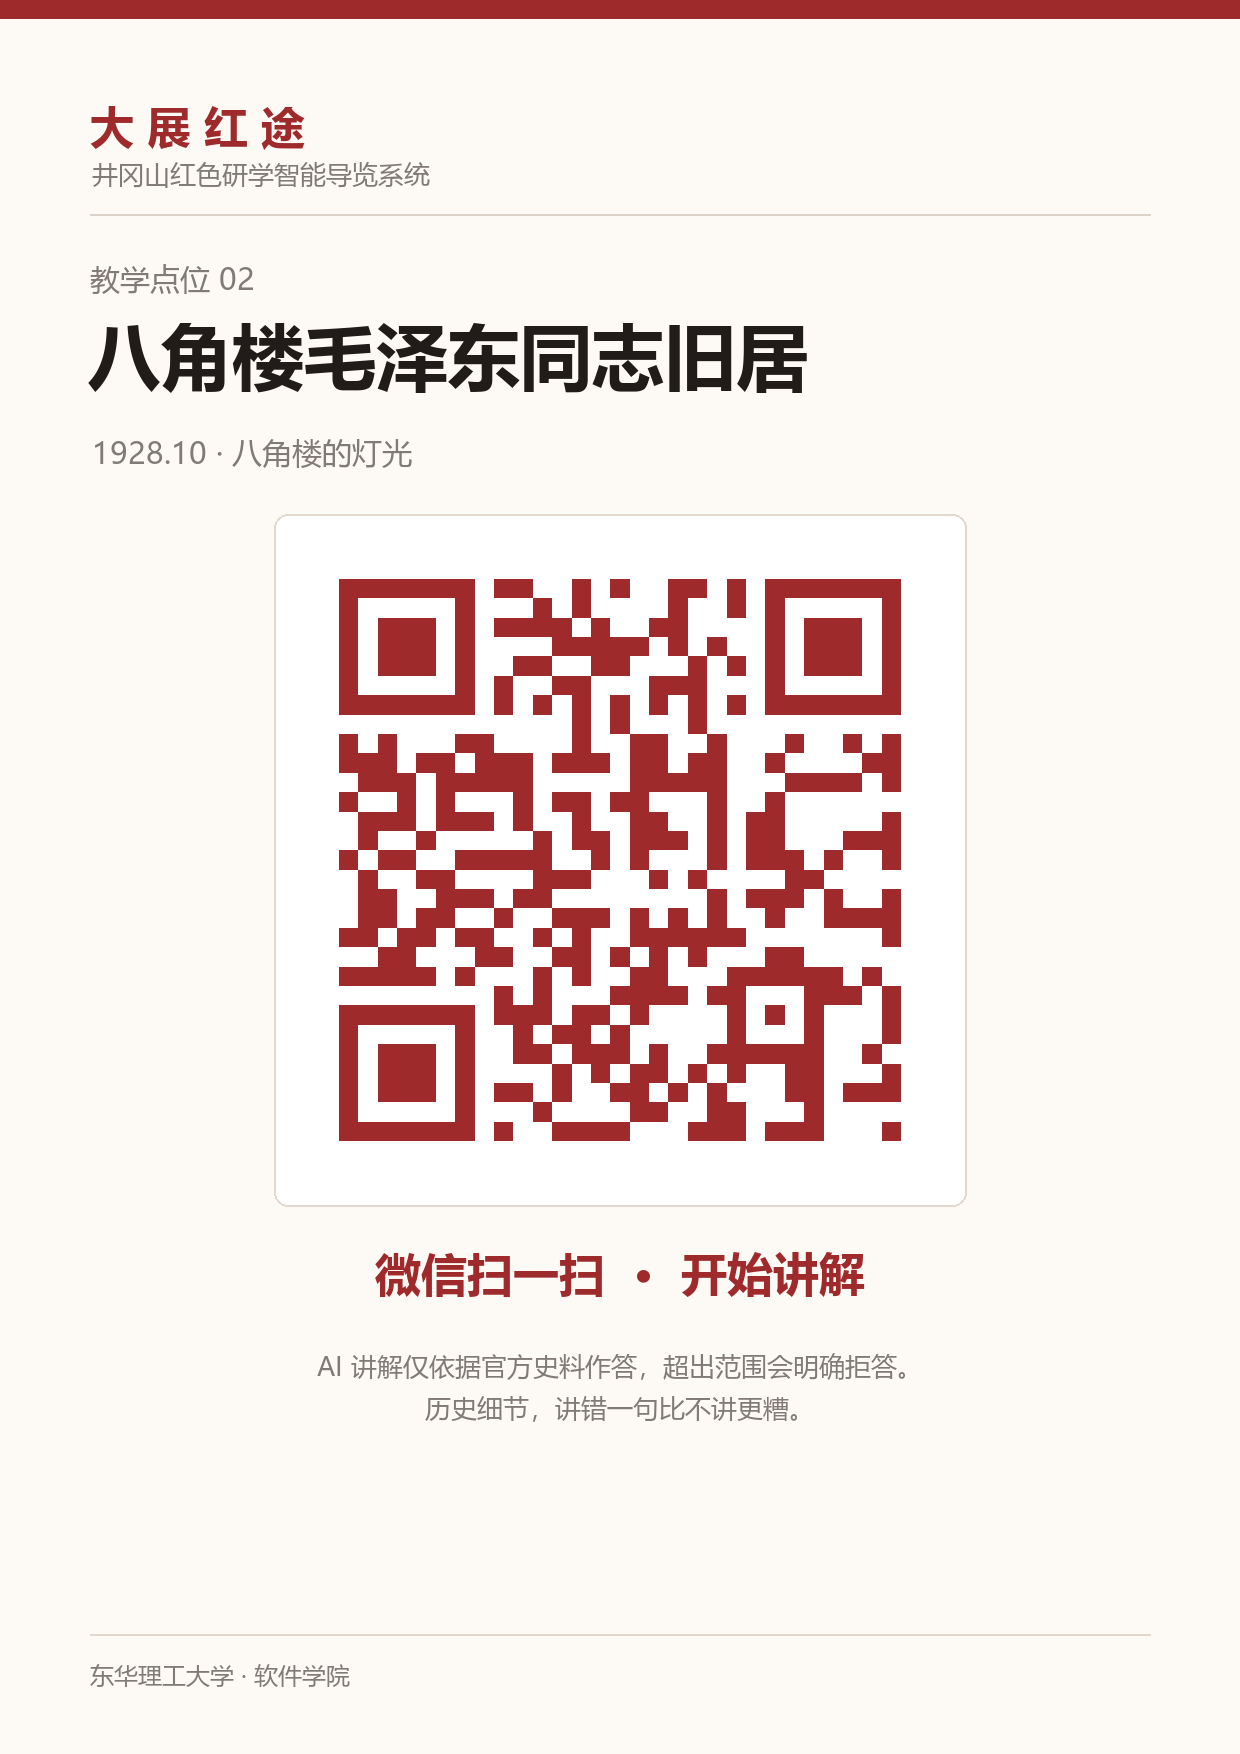 大展红途
井冈山红色研学智能导览系统
教学点位 02
八角楼毛泽东同志旧居
1928.10 · 八角楼的灯光
微信扫一扫 · 开始讲解
AI 讲解仅依据官方史料作答，超出范围会明确拒答。
历史细节，讲错一句比不讲更糟。
东华理工大学 · 软件学院